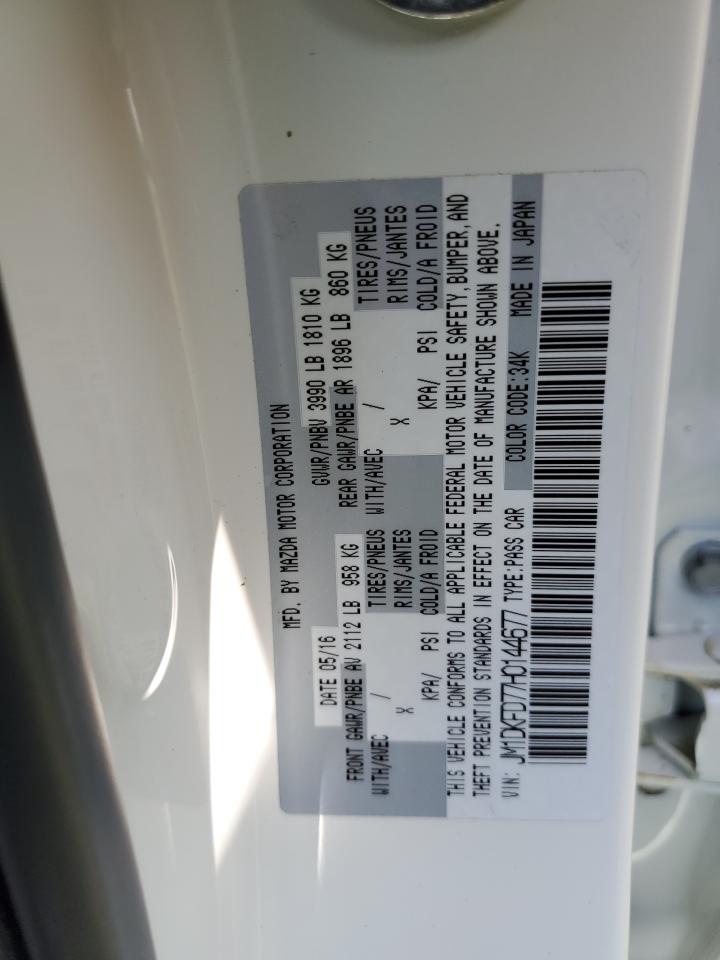 MFD. BY MAZDA MOTOR CORPORATION
DATE 05/16 GVWR/PNBV 3990 LB 1810 KG
FRONT GAWR/PNBE AV 2112 LB 958 KG REAR GAWR/PNBE AR 1896 LB 860 KG
WITH/AVEC / TIRES/PNEUS WITH/AVEC / TIRES/PNEUS
X RIMS/JANTES X RIMS/JANTES
KPA/ PSI COLD/A FROID KPA/ PSI COLD/A FROID
THIS VEHICLE CONFORMS TO ALL APPLICABLE FEDERAL MOTOR VEHICLE SAFETY, BUMPER, AND
THEFT PREVENTION STANDARDS IN EFFECT ON THE DATE OF MANUFACTURE SHOWN ABOVE.
VIN: JM1DKFD77H0144677 TYPE:PASS CAR COLOR CODE:34K MADE IN JAPAN